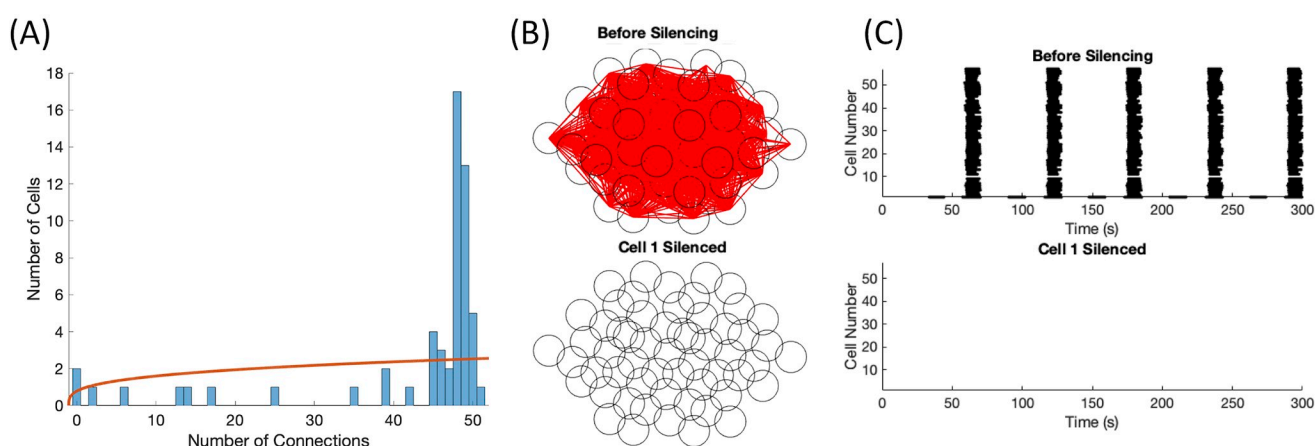 (A)
18
16
14
12
10
8
6
4
2
0
Number of Cells
0 10 20 30 40 50
Number of Connections
(B)
Before Silencing
Cell 1 Silenced
(C)
Before Silencing
50
40
30
20
10
Cell Number
0 50 100 150 200 250 300
Time (s)
Cell 1 Silenced
50
40
30
20
10
Cell Number
0 50 100 150 200 250 300
Time (s)